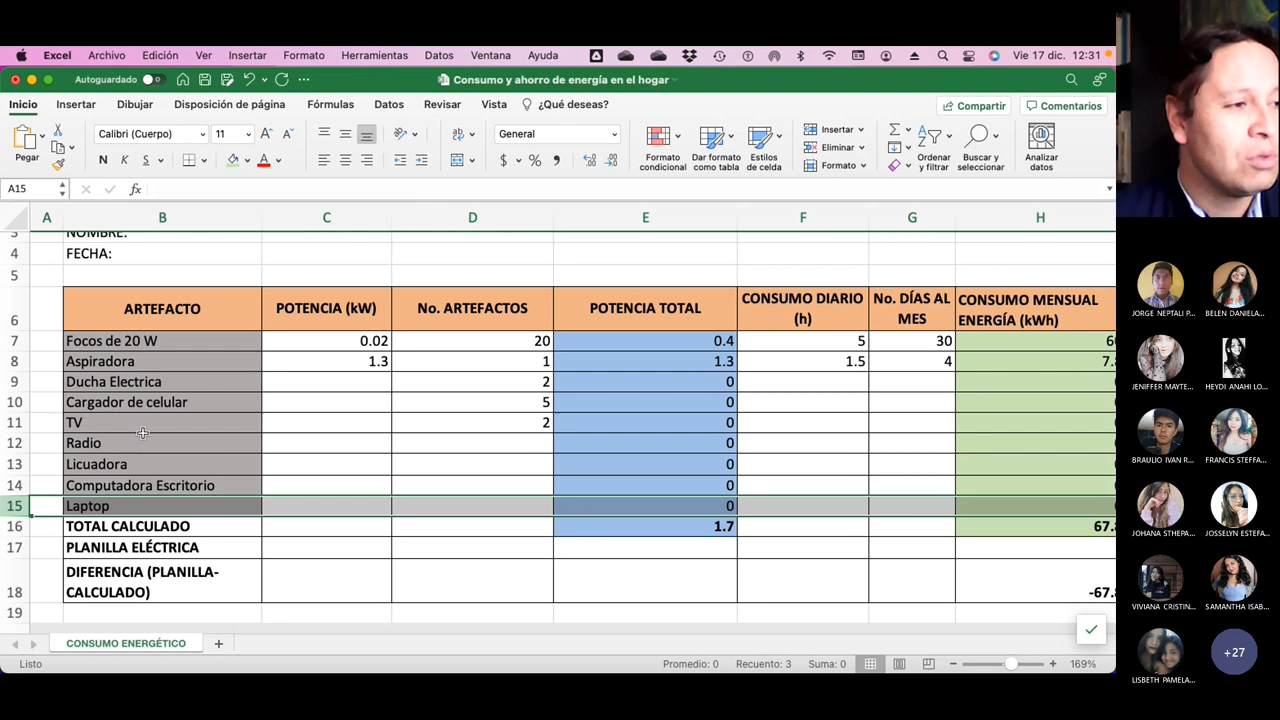 Excel Archivo Edición Ver Insertar Formato Herramientas Datos Ventana Ayuda Vie 17 dic. 12:31
Autoguardado Consumo y ahorro de energía en el hogar
Inicio Insertar Dibujar Disposición de página Fórmulas Datos Revisar Vista ¿Qué deseas? Compartir Comentarios
Pegar Calibri (Cuerpo) 11 General Formato condicional Dar formato como tabla Estilos de celda Insertar Eliminar Formato Ordenar y filtrar Buscar y seleccionar Analizar datos
N K S A
A15 fx
A B C D E F G H
3 NOMBRE:
4 FECHA:
5
6 ARTEFACTO POTENCIA (kW) No. ARTEFACTOS POTENCIA TOTAL CONSUMO DIARIO (h) No. DÍAS AL MES CONSUMO MENSUAL ENERGÍA (kWh)
7 Focos de 20 W 0.02 20 0.4 5 30
8 Aspiradora 1.3 1 1.3 1.5 4 7.8
9 Ducha Electrica 2 0
10 Cargador de celular 5 0
11 TV 2 0
12 Radio 0
13 Licuadora 0
14 Computadora Escritorio 0
15 Laptop 0
16 TOTAL CALCULADO 1.7 67.8
17 PLANILLA ELÉCTRICA
18 DIFERENCIA (PLANILLA-CALCULADO) -67.8
19
CONSUMO ENERGÉTICO
Listo Promedio: 0 Recuento: 3 Suma: 0 169%
JORGE NEPTALI P... BELEN DANIELA...
JENIFFER MAYTE... HEYDI ANAHI LO...
BRAULIO IVAN R... FRANCIS STEFFA...
JOHANA STHEPA... JOSSELYN ESTEFA...
VIVIANA CRISTIN... SAMANTHA ISAB...
LISBETH PAMELA... +27